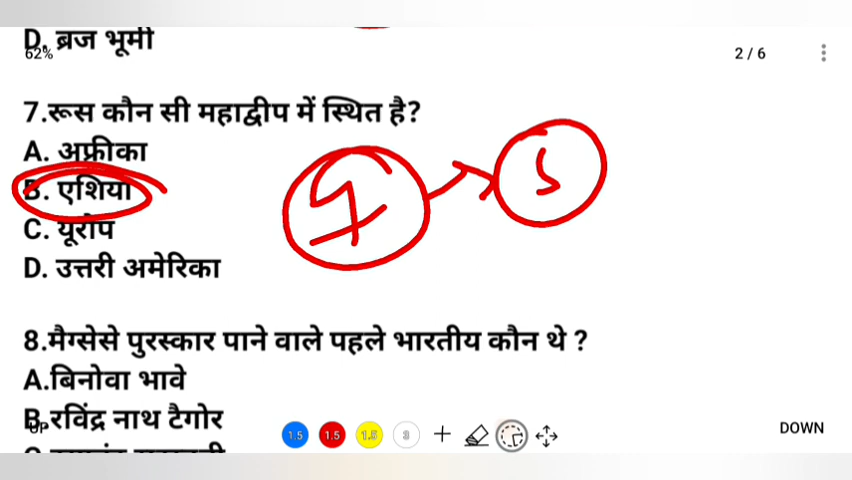 D. ब्रज भूमी
62%
2 / 6
7.रूस कौन सी महाद्वीप में स्थित है?
A. अफ्रीका
B. एशिया
C. यूरोप
D. उत्तरी अमेरिका
8.मैग्सेसे पुरस्कार पाने वाले पहले भारतीय कौन थे ?
A.बिनोवा भावे
B.रविंद्र नाथ टैगोर
UP
1.5 1.5 1.5 3
DOWN